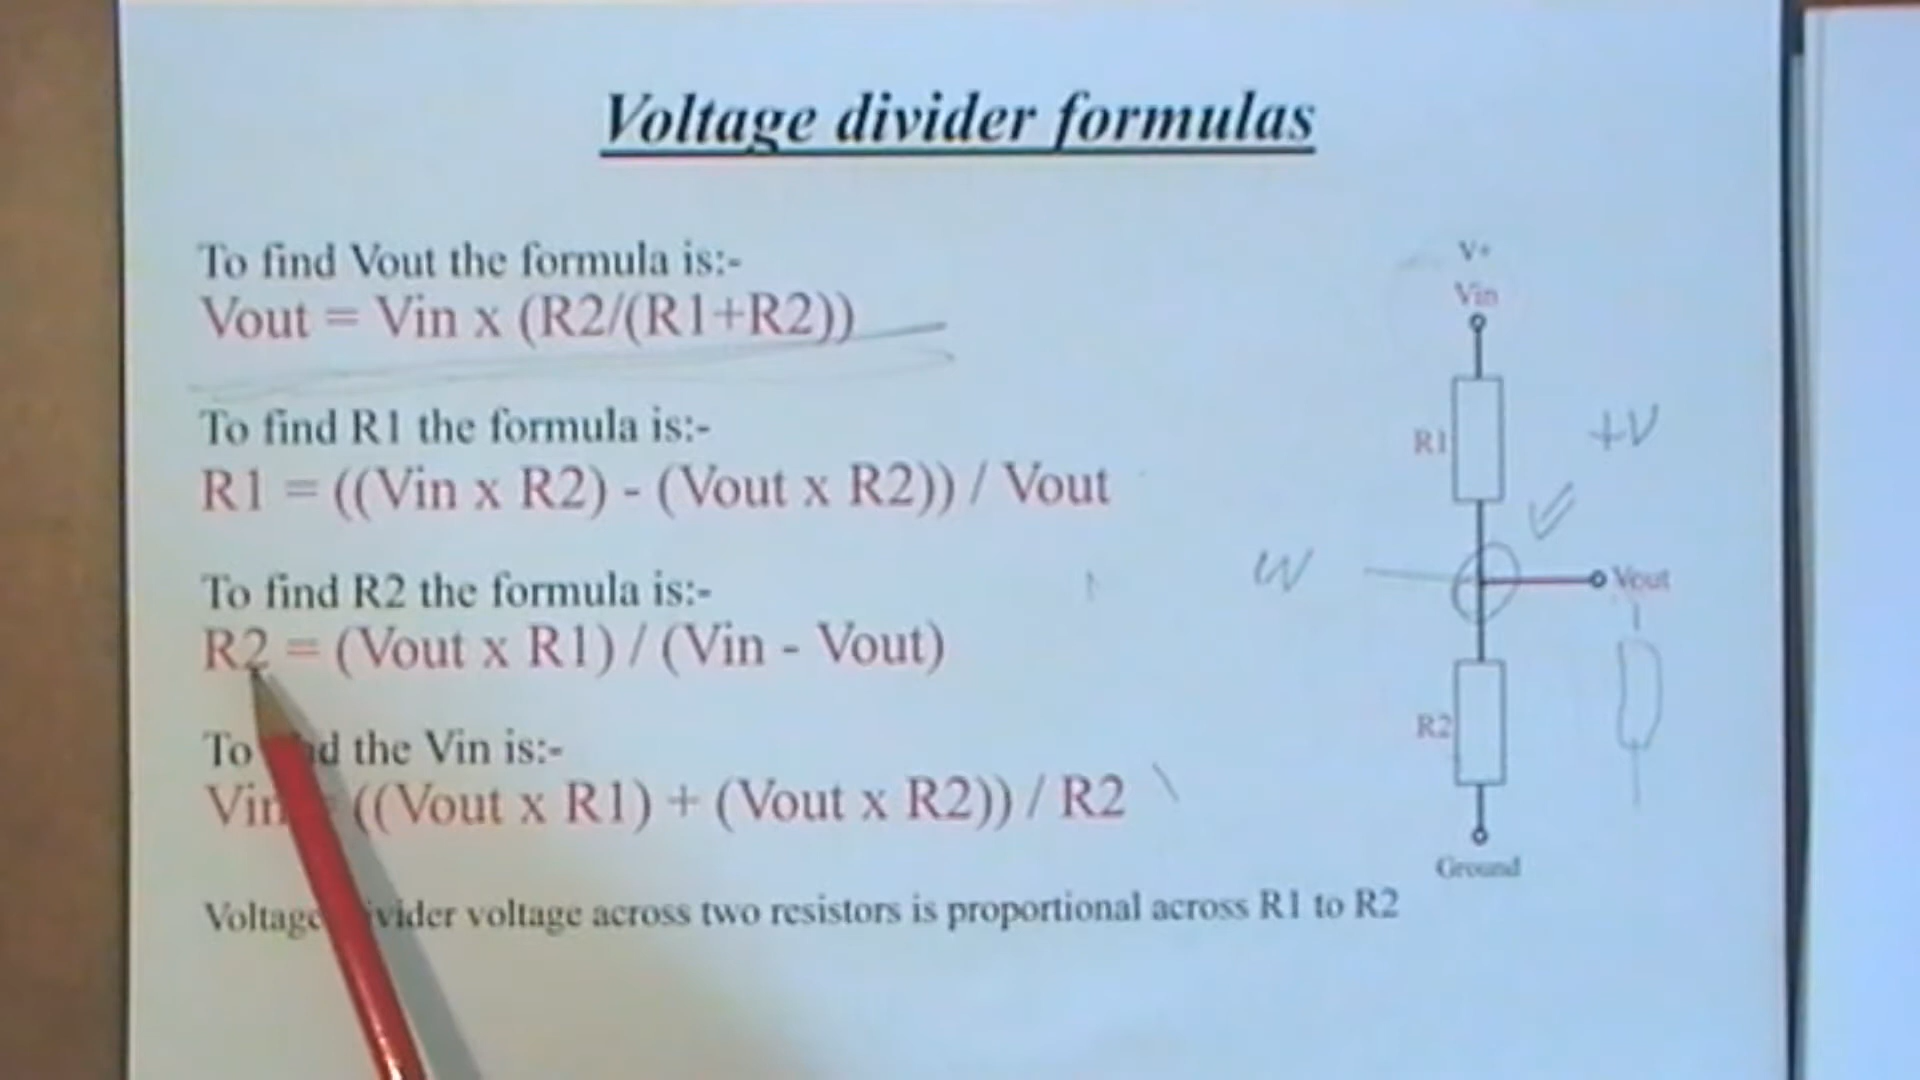 Voltage divider formulas
To find Vout the formula is:-
Vout = Vin x (R2/(R1+R2))
To find R1 the formula is:-
R1 = ((Vin x R2) - (Vout x R2)) / Vout
To find R2 the formula is:-
R2 = (Vout x R1) / (Vin - Vout)
To the Vin is:-
Vin ((Vout x R1) + (Vout x R2)) / R2
Voltage voltage across two resistors is proportional across R1 to R2
V+
Vin
R1
+V
Vout
R2
Ground